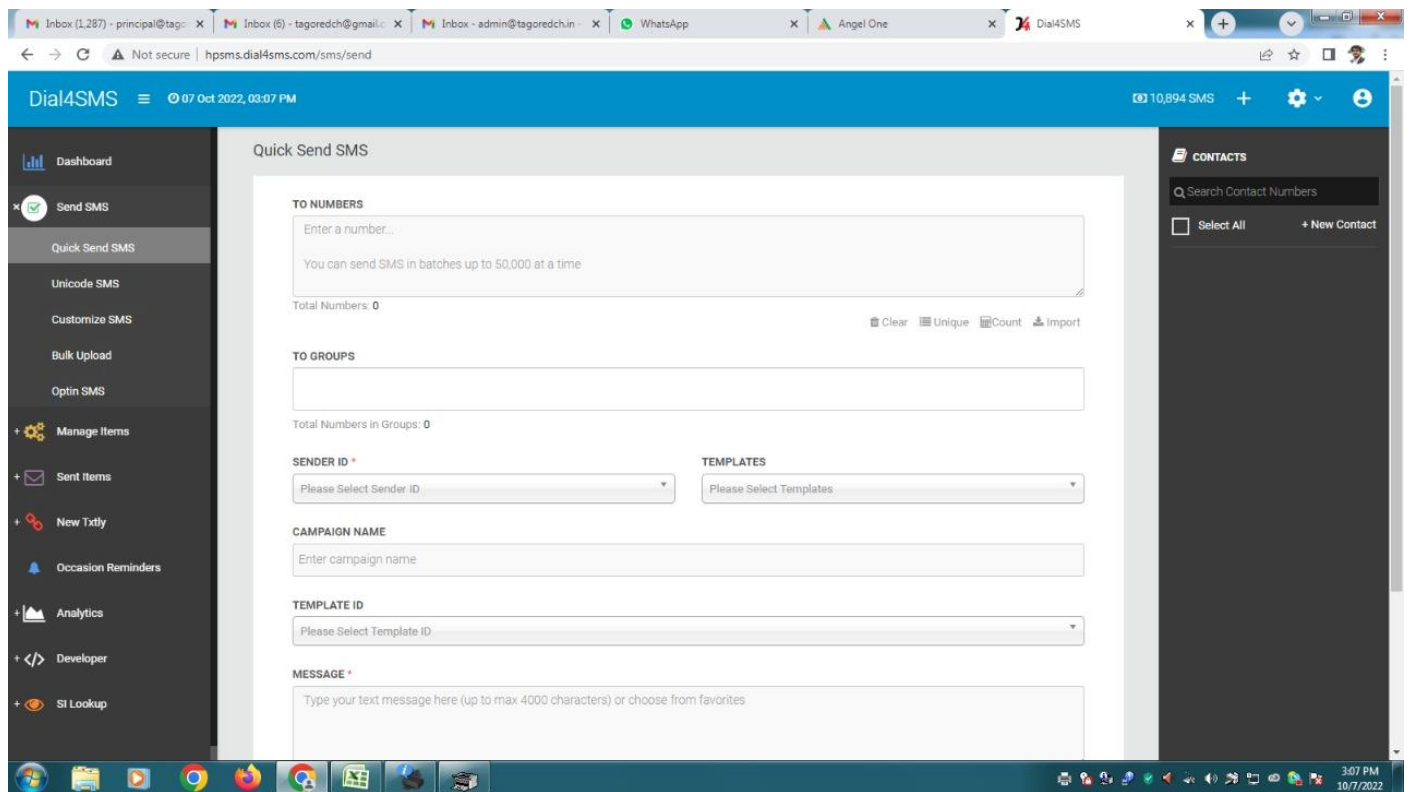 Inbox (1,287) - principal@tago
Inbox (6) - tagoredch@gmail.c
Inbox - admin@tagoredch.in -
WhatsApp
Angel One
Dial4SMS
Not secure | hpsms.dial4sms.com/sms/send
Dial4SMS
07 Oct 2022, 03:07 PM
10,894 SMS
Dashboard
Send SMS
Quick Send SMS
Unicode SMS
Customize SMS
Bulk Upload
Optin SMS
Manage Items
Sent Items
New Txtly
Occasion Reminders
Analytics
Developer
SI Lookup
Quick Send SMS
TO NUMBERS
Enter a number...
You can send SMS in batches up to 50,000 at a time
Total Numbers: 0
Clear Unique Count Import
TO GROUPS
Total Numbers in Groups: 0
SENDER ID * TEMPLATES
Please Select Sender ID Please Select Templates
CAMPAIGN NAME
Enter campaign name
TEMPLATE ID
Please Select Template ID
MESSAGE *
Type your text message here (up to max 4000 characters) or choose from favorites
CONTACTS
Search Contact Numbers
Select All + New Contact
3:07 PM
10/7/2022